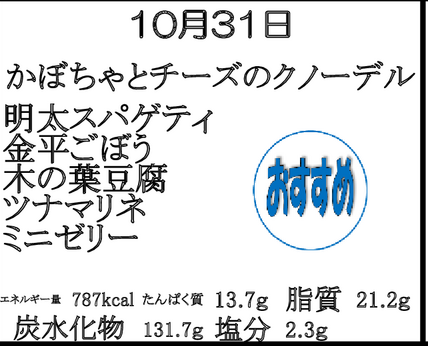 10月31日
かぼちゃとチーズのクノーデル
明太スパゲティ
金平ごぼう
木の葉豆腐
ツナマリネ
ミニゼリー
おすすめ
エネルギー量 787kcal たんぱく質 13.7g 脂質 21.2g
炭水化物 131.7g 塩分 2.3g